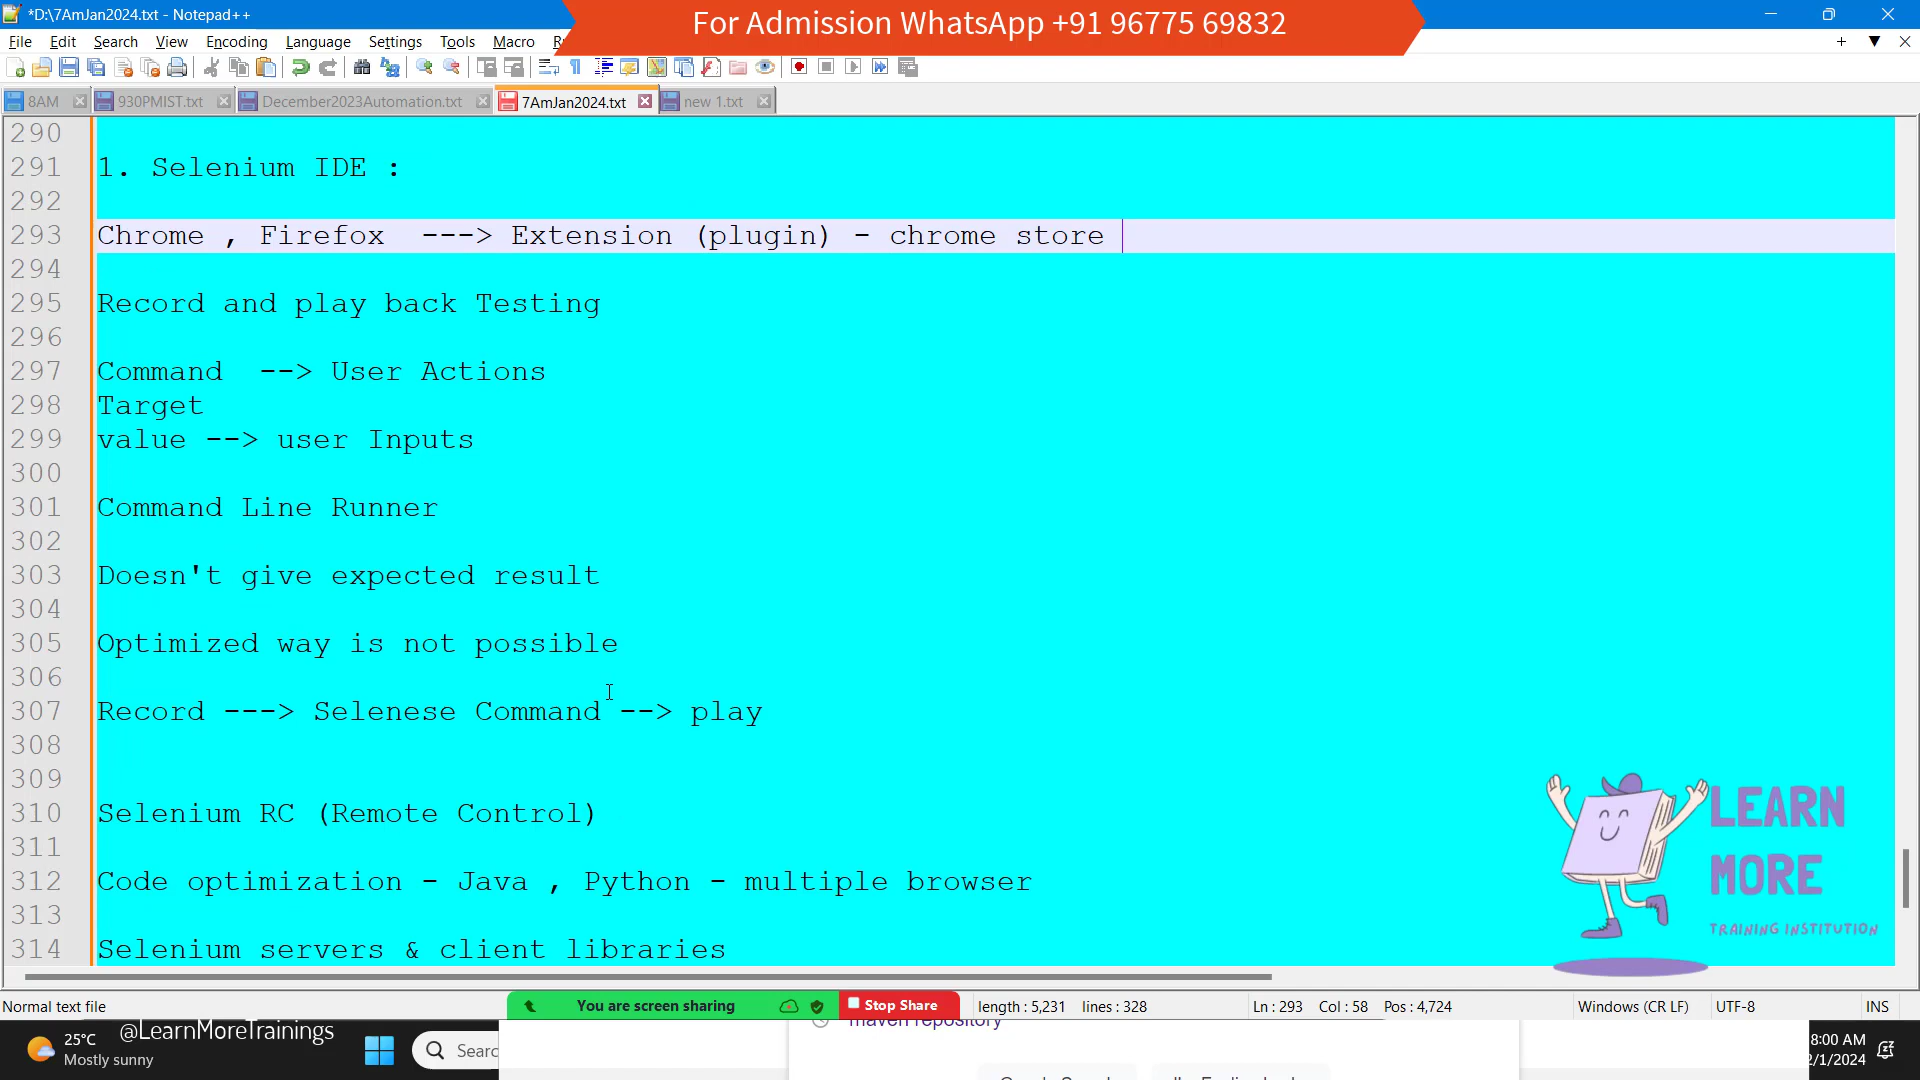 *D:\7AmJan2024.txt - Notepad++
For Admission WhatsApp +91 96775 69832
File Edit Search View Encoding Language Settings Tools Macro
8AM 930PMIST.txt December2023Automation.txt 7AmJan2024.txt new 1.txt
290
291 1. Selenium IDE :
292
293 Chrome , Firefox ---> Extension (plugin) - chrome store
294
295 Record and play back Testing
296
297 Command --> User Actions
298 Target
299 value --> user Inputs
300
301 Command Line Runner
302
303 Doesn't give expected result
304
305 Optimized way is not possible
306
307 Record ---> Selenese Command --> play
308
309
310 Selenium RC (Remote Control)
311
312 Code optimization - Java , Python - multiple browser
313
314 Selenium servers & client libraries
LEARN
MORE
TRAINING INSTITUTION
Normal text file
You are screen sharing
Stop Share
length : 5,231 lines : 328
Ln : 293 Col : 58 Pos : 4,724
Windows (CR LF)
UTF-8
INS
maven repository
25°C
Mostly sunny
@LearnMoreTrainings
Searc
8:00 AM
2/1/2024